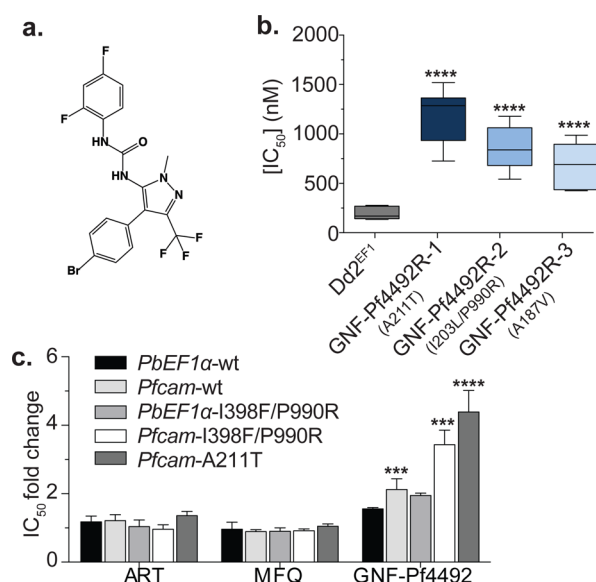 a.
F
F
NH
O
NH
N
N
Br
F
F
F
b.
[IC50] (nM)
2000
1500
1000
500
0
****
****
****
Dd2EF1
GNF-Pf4492R-1
(A211T)
GNF-Pf4492R-2
(I203L/P990R)
GNF-Pf4492R-3
(A187V)
c.
IC50 fold change
6
4
2
0
PbEF1α-wt
Pfcam-wt
PbEF1α-I398F/P990R
Pfcam-I398F/P990R
Pfcam-A211T
***
***
****
ART
MFQ
GNF-Pf4492